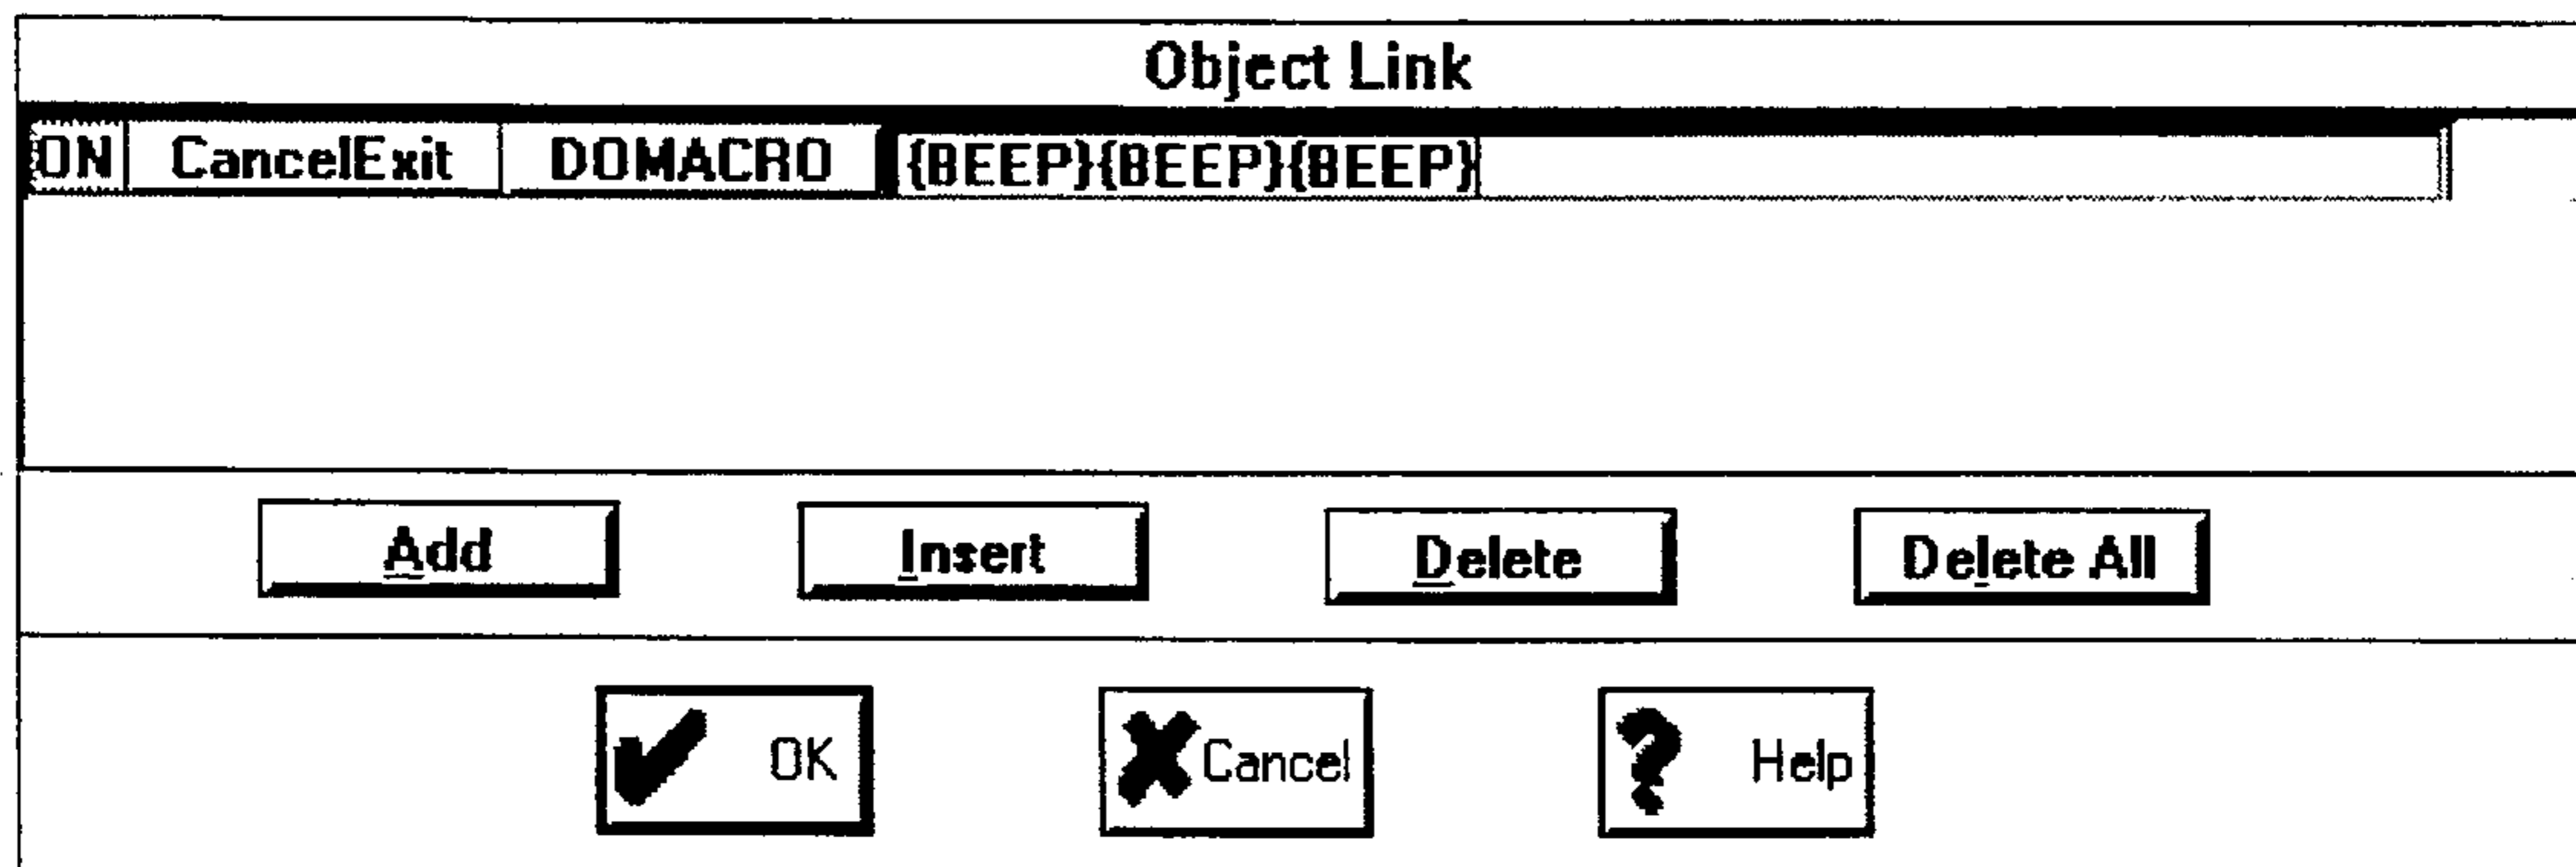 Object Link
ON CancelExit DOMACRO {BEEP}{BEEP}{BEEP}
Add Insert Delete Delete All
OK Cancel Help